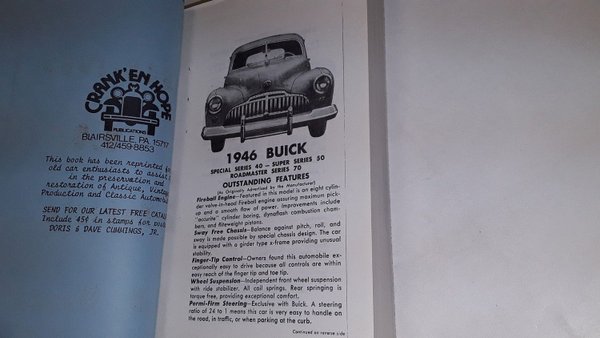 CRANK'EN HOPE
PUBLICATIONS
BLAIRSVILLE, PA. 15717
412/459-8853
This book has been reprinted for
old car enthusiasts to assist
in the preservation and
restoration of Antique, Vintage
Production and Classic Automob
SEND FOR OUR LATEST FREE CATAL
Include 45¢ in stamps for post
DORIS & DAVE CUMMINGS, JR.
1946 BUICK
SPECIAL SERIES 40 — SUPER SERIES 50
ROADMASTER SERIES 70
OUTSTANDING FEATURES
(As Originally Advertised by the Manufacturer)
Fireball Engine—Featured in this model is an eight cylin-
der valve-in-head Fireball engine assuring maximum pick-
up and a smooth flow of power. Improvements include
"accurite" cylinder boring, dynaflash combustion cham-
bers, and fliteweight pistons.
Sway Free Chassis—Balance against pitch, roll, and
sway is made possible by special chassis design. The car
is equipped with a girder type x-frame providing unusual
stability.
Finger-Tip Control—Owners found this automobile ex-
ceptionally easy to drive because all controls are within
easy reach of the finger tip and toe tip.
Wheel Suspension—Independent front wheel suspension
with ride stabilizer. All coil springs. Rear springing is
torque free, providing exceptional comfort.
Permi-Firm Steering—Exclusive with Buick. A steering
ratio of 24 to 1 means this car is very easy to handle on
the road, in traffic, or when parking at the curb.
Continued on reverse side